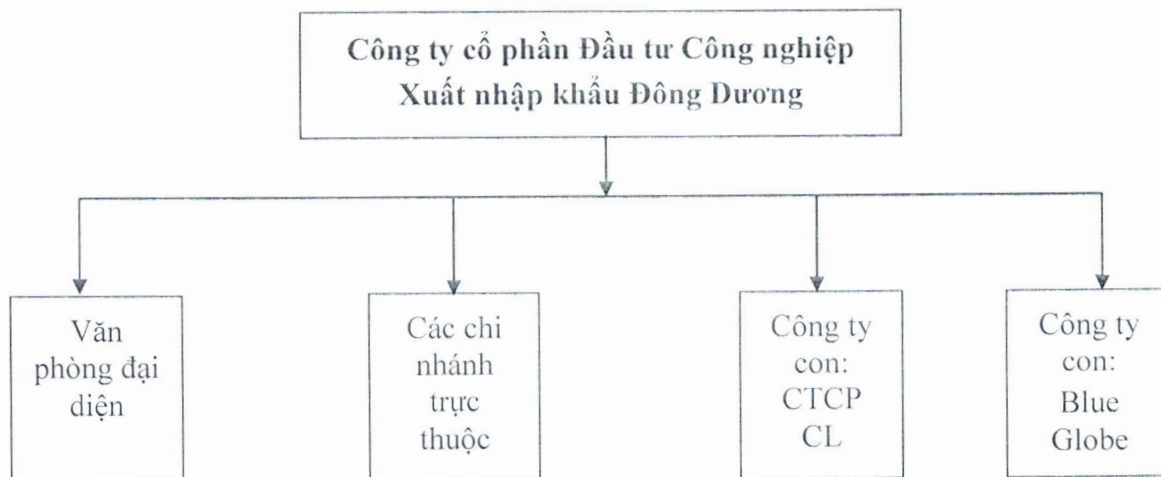 Công ty cổ phần Đầu tư Công nghiệp
Xuất nhập khẩu Đông Dương
Văn
phòng đại
diện
Các chi
nhánh
trực
thuộc
Công ty
con:
CTCP
CL
Công ty
con:
Blue
Globe